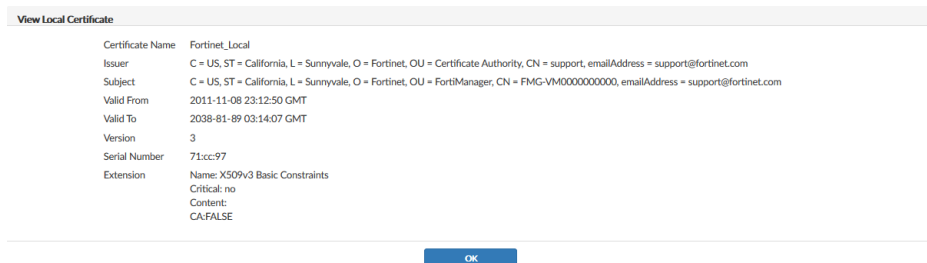 View Local Certificate
Certificate Name Fortinet_Local
Issuer C = US, ST = California, L = Sunnyvale, O = Fortinet, OU = Certificate Authority, CN = support, emailAddress = support@fortinet.com
Subject C = US, ST = California, L = Sunnyvale, O = Fortinet, OU = FortiManager, CN = FMG-VM0000000000, emailAddress = support@fortinet.com
Valid From 2011-11-08 23:12:50 GMT
Valid To 2038-81-89 03:14:07 GMT
Version 3
Serial Number 71:cc:97
Extension Name: X509v3 Basic Constraints
Critical: no
Content:
CA:FALSE
OK